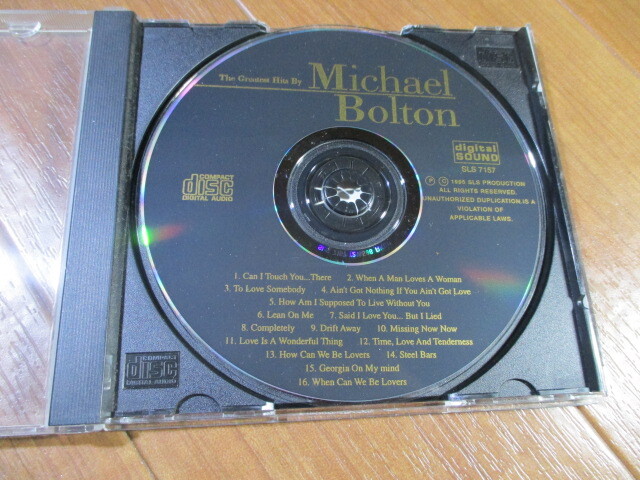 The Greatest Hits By
Michael
Bolton
digital
SOUND
SLS 7157
COMPACT
disc
DIGITAL AUDIO
P C 1995 SLS PRODUCTION
ALL RIGHTS RESERVED.
UNAUTHORIZED DUPLICATION,IS A
VIOLATION OF
APPLICABLE LAWS.
1. Can I Touch You...There 2. When A Man Loves A Woman
3. To Love Somebody 4. Ain't Got Nothing If You Ain't Got Love
5. How Am I Supposed To Live Without You
6. Lean On Me 7. Said I Love You... But I Lied
8. Completely 9. Drift Away 10. Missing Now Now
11. Love Is A Wonderful Thing 12. Time, Love And Tenderness
13. How Can We Be Lovers 14. Steel Bars
15. Georgia On My mind
16. When Can We Be Lovers
COMPACT
disc
DIGITAL AUDIO